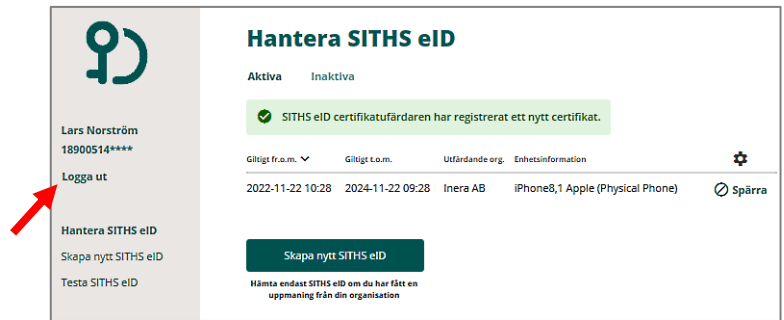 Hantera SITHS eID
Aktiva Inaktiva
SITHS eID certifikatufärdaren har registrerat ett nytt certifikat.
Lars Norström
18900514****
Logga ut
Giltigt fr.o.m. Giltigt t.o.m. Utfärdande org. Enhetsinformation
2022-11-22 10:28 2024-11-22 09:28 Inera AB iPhone8,1 Apple (Physical Phone) Spärra
Hantera SITHS eID
Skapa nytt SITHS eID
Testa SITHS eID
Skapa nytt SITHS eID
Hämta endast SITHS eID om du har fått en
uppmaning från din organisation